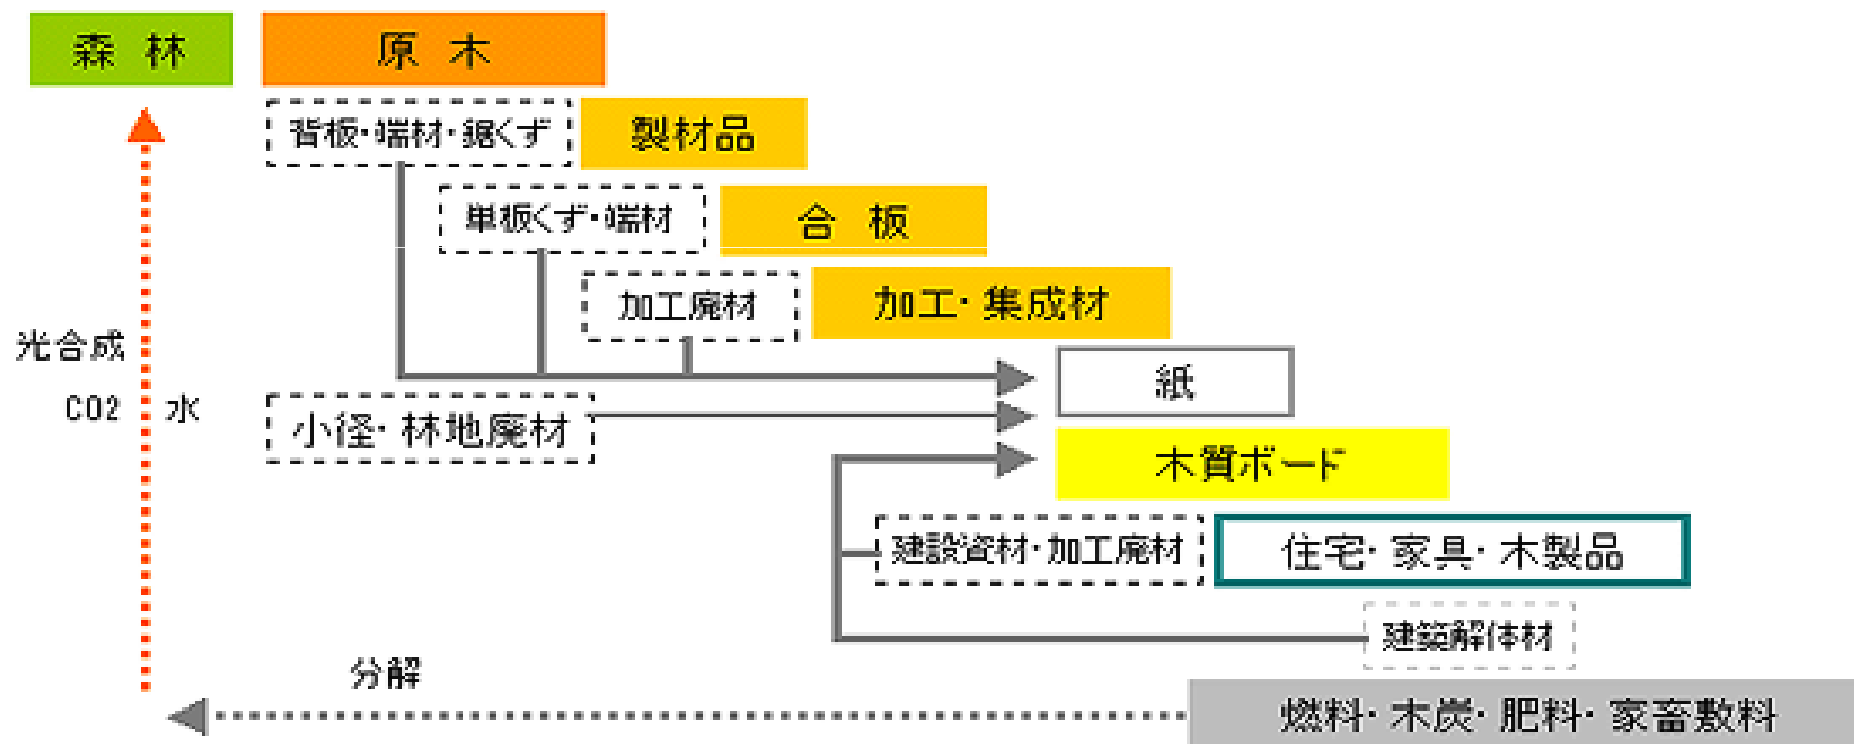 森林
原木
背板・端材・鋸くず
製材品
単板くず・端材
合板
加工廃材
加工・集成材
光合成
紙
CO2
水
小径・林地廃材
木質ボード
建設資材・加工廃材
住宅・家具・木製品
建築解体材
分解
燃料・木炭・肥料・家畜敷料